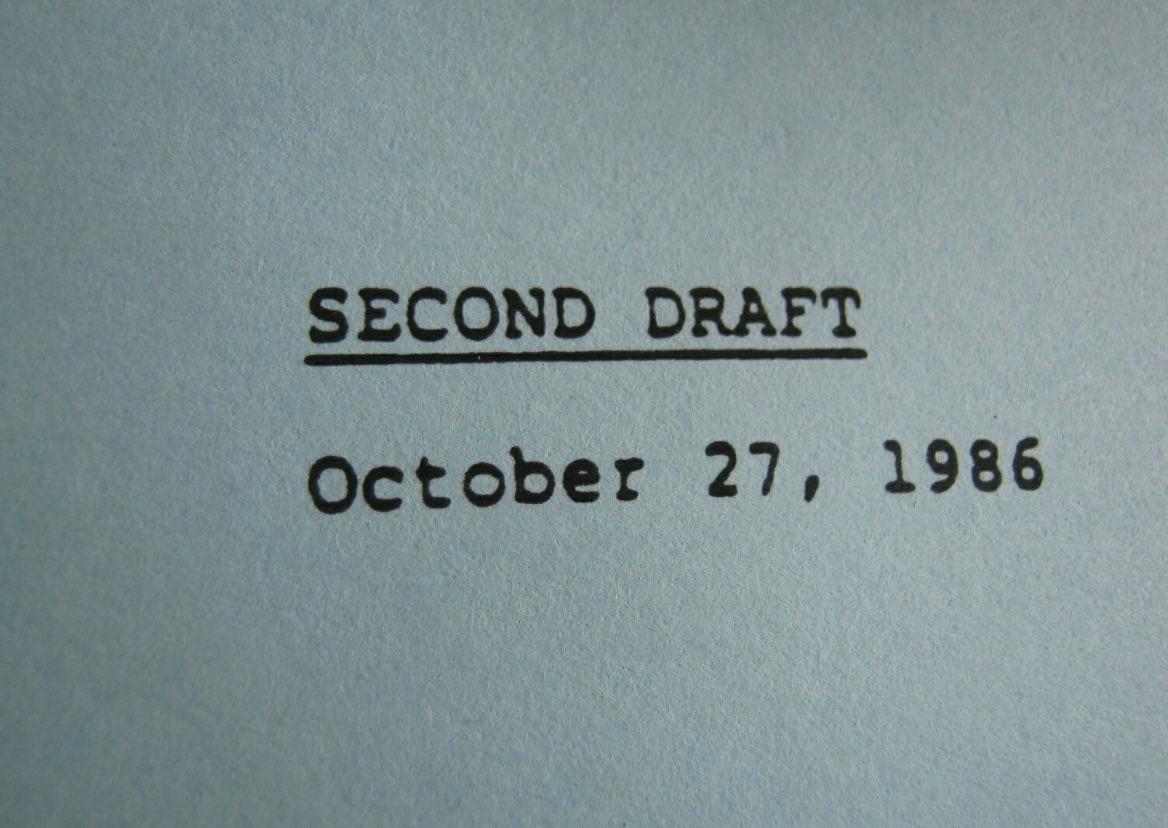 SECOND DRAFT
October 27, 1986